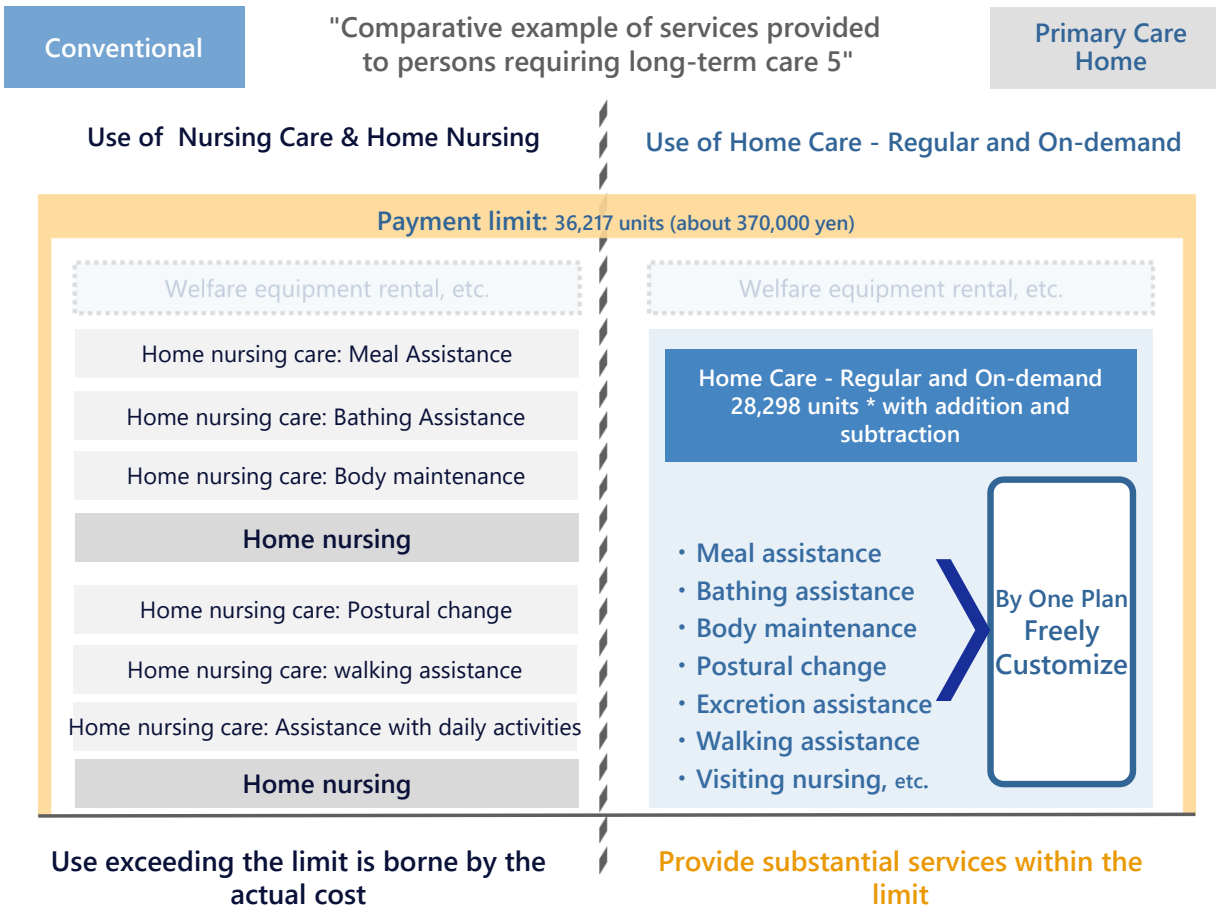 Conventional
"Comparative example of services provided
to persons requiring long-term care 5"
Primary Care
Home
Use of Nursing Care & Home Nursing
Use of Home Care - Regular and On-demand
Payment limit: 36,217 units (about 370,000 yen)
Welfare equipment rental, etc.
Home nursing care: Meal Assistance
Home nursing care: Bathing Assistance
Home nursing care: Body maintenance
Home nursing
Home nursing care: Postural change
Home nursing care: walking assistance
Home nursing care: Assistance with daily activities
Home nursing
Use exceeding the limit is borne by the
actual cost
Welfare equipment rental, etc.
Home Care - Regular and On-demand
28,298 units * with addition and
subtraction
・Meal assistance
・Bathing assistance
・Body maintenance
・Postural change
・Excretion assistance
・Walking assistance
・Visiting nursing, etc.
By One Plan
Freely
Customize
Provide substantial services within the
limit